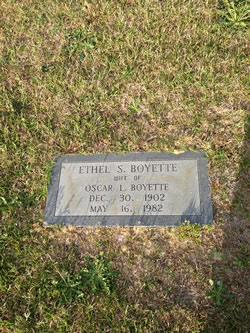 ETHEL S. BOYETTE
WIFE OF
OSCAR L. BOYETTE
DEC. 30. 1902
MAY 16. 1982